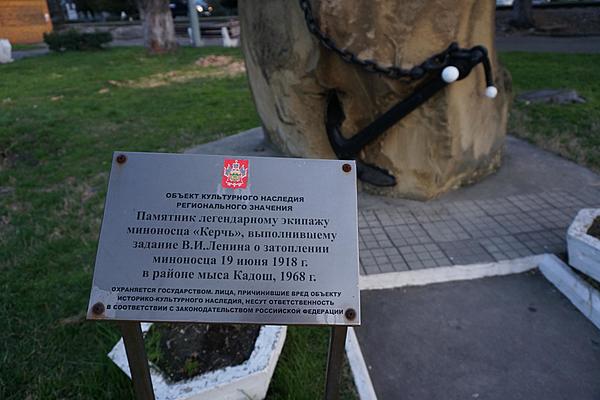 ОБЪЕКТ КУЛЬТУРНОГО НАСЛЕДИЯ
РЕГИОНАЛЬНОГО ЗНАЧЕНИЯ
Памятник легендарному экипажу
миноносца «Керчь», выполнившему
задание В.И.Ленина о затоплении
миноносца 19 июня 1918 г.
в районе мыса Кадош, 1968 г.
ОХРАНЯЕТСЯ ГОСУДАРСТВОМ. ЛИЦА, ПРИЧИНИВШИЕ ВРЕД ОБЪЕКТУ
ИСТОРИКО-КУЛЬТУРНОГО НАСЛЕДИЯ, НЕСУТ ОТВЕТСТВЕННОСТЬ
В СООТВЕТСТВИИ С ЗАКОНОДАТЕЛЬСТВОМ РОССИЙСКОЙ ФЕДЕРАЦИИ